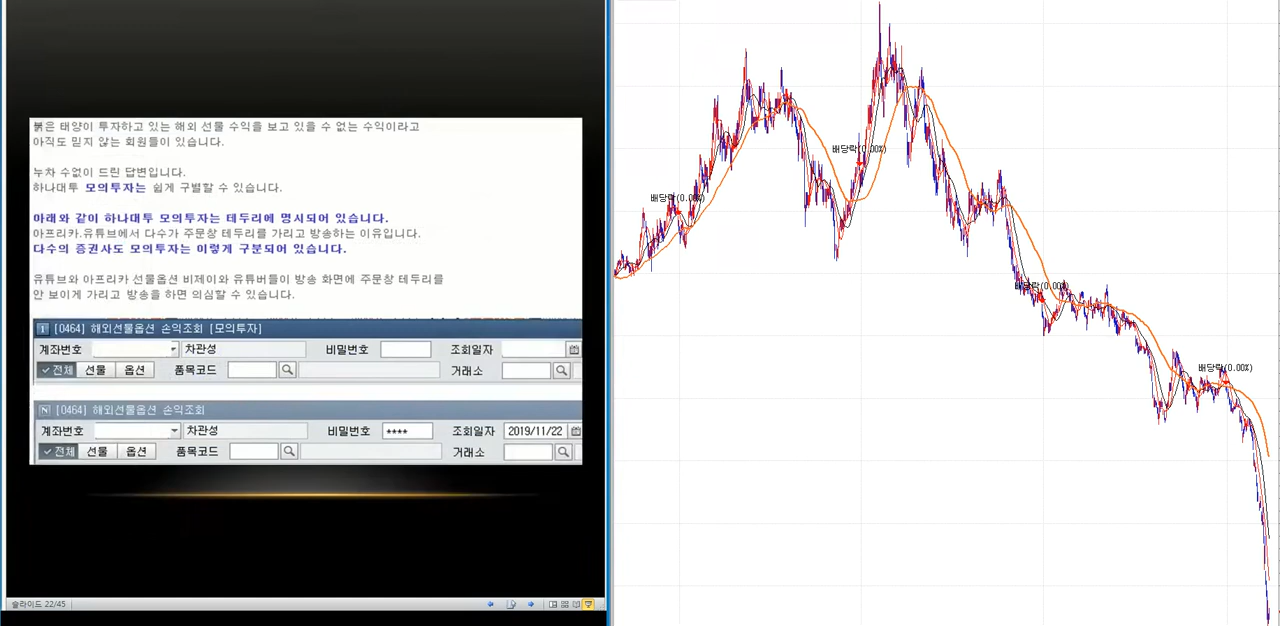 붉은 태양이 투자하고 있는 해외 선물 수익을 보고 있을 수 없는 수익이라고
아직도 믿지 않는 회원들이 있습니다.
누차 수없이 드린 답변입니다.
하나대투 모의투자는 쉽게 구별할 수 있습니다.
아래와 같이 하나대투 모의투자는 테두리에 명시되어 있습니다.
아프리카.유튜브에서 다수가 주문창 테두리를 가리고 방송하는 이유입니다.
다수의 증권사도 모의투자는 이렇게 구분되어 있습니다.
유튜브와 아프리카 선물옵션 비제이와 유튜버들이 방송 화면에 주문창 테두리를
안 보이게 가리고 방송을 하면 의심할 수 있습니다.
[0464] 해외선물옵션 손익조회 [모의투자]
계좌번호 차관성 비밀번호 조회일자
전체 선물 옵션 품목코드 거래소
[0464] 해외선물옵션 손익조회
계좌번호 차관성 비밀번호 **** 조회일자 2019/11/22
전체 선물 옵션 품목코드 거래소
슬라이드 22/45
배당락(0.00%)
배당락(0.00%)
배당락(0.00%)
배당락(0.00%)